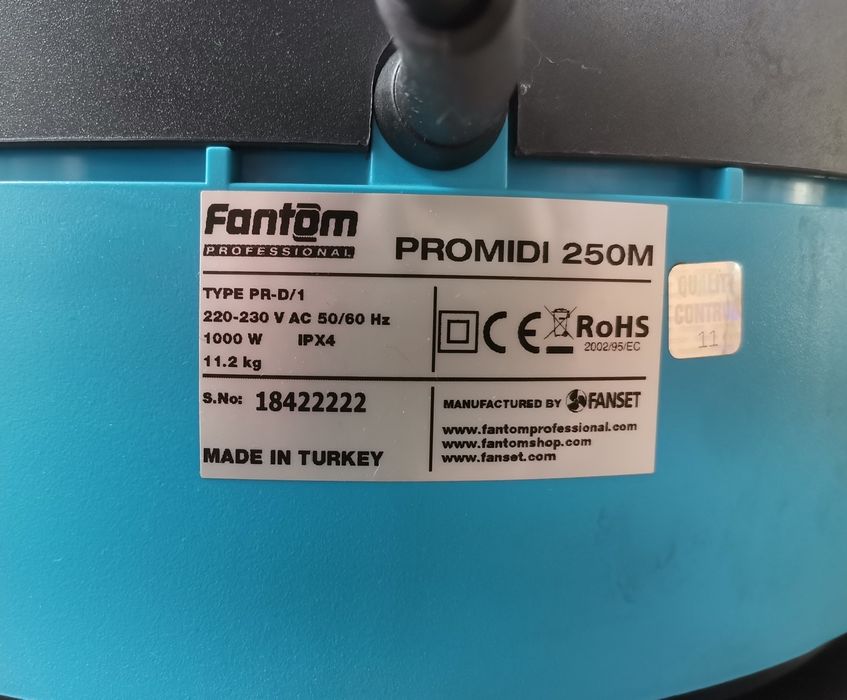 Fantom
PROFESSIONAL
PROMIDI 250M
TYPE PR-D/1
220-230 V AC 50/60 Hz
1000 W IPX4
11.2 kg
CE RoHS
2002/95/EC
S.No: 18422222
MADE IN TURKEY
MANUFACTURED BY FANSET
www.fantomprofessional.com
www.fantomshop.com
www.fanset.com
QUALITY
CONTROL
11